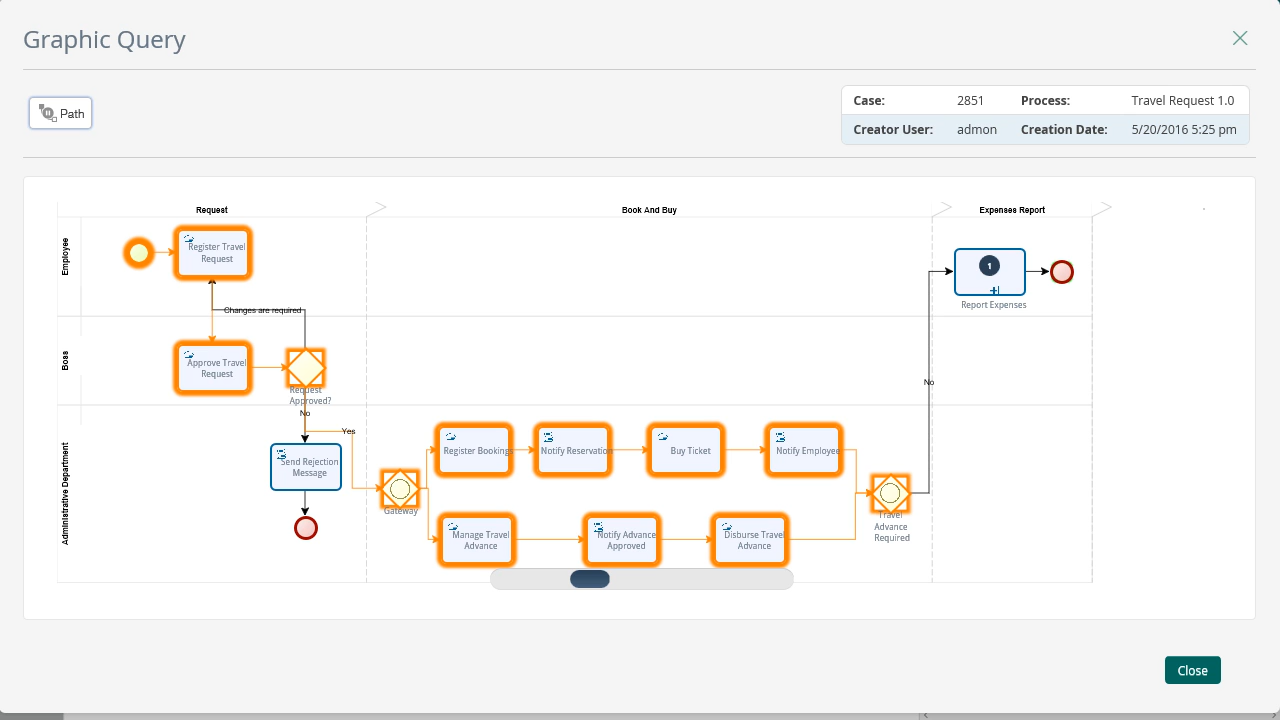 Graphic Query
Path
Case: 2851 Process: Travel Request 1.0
Creator User: admon Creation Date: 5/20/2016 5:25 pm
Request
Book And Buy
Expenses Report
Employee
Register Travel
Request
1
Report Expenses
Changes are required
Boss
Approve Travel
Request
Request
Approved?
No
No
Yes
Administrative Department
Send Rejection
Message
Gateway
Register Bookings
Notify Reservation
Buy Ticket
Notify Employee
Manage Travel
Advance
Notify Advance
Approved
Disburse Travel
Advance
Travel
Advance
Required
Close